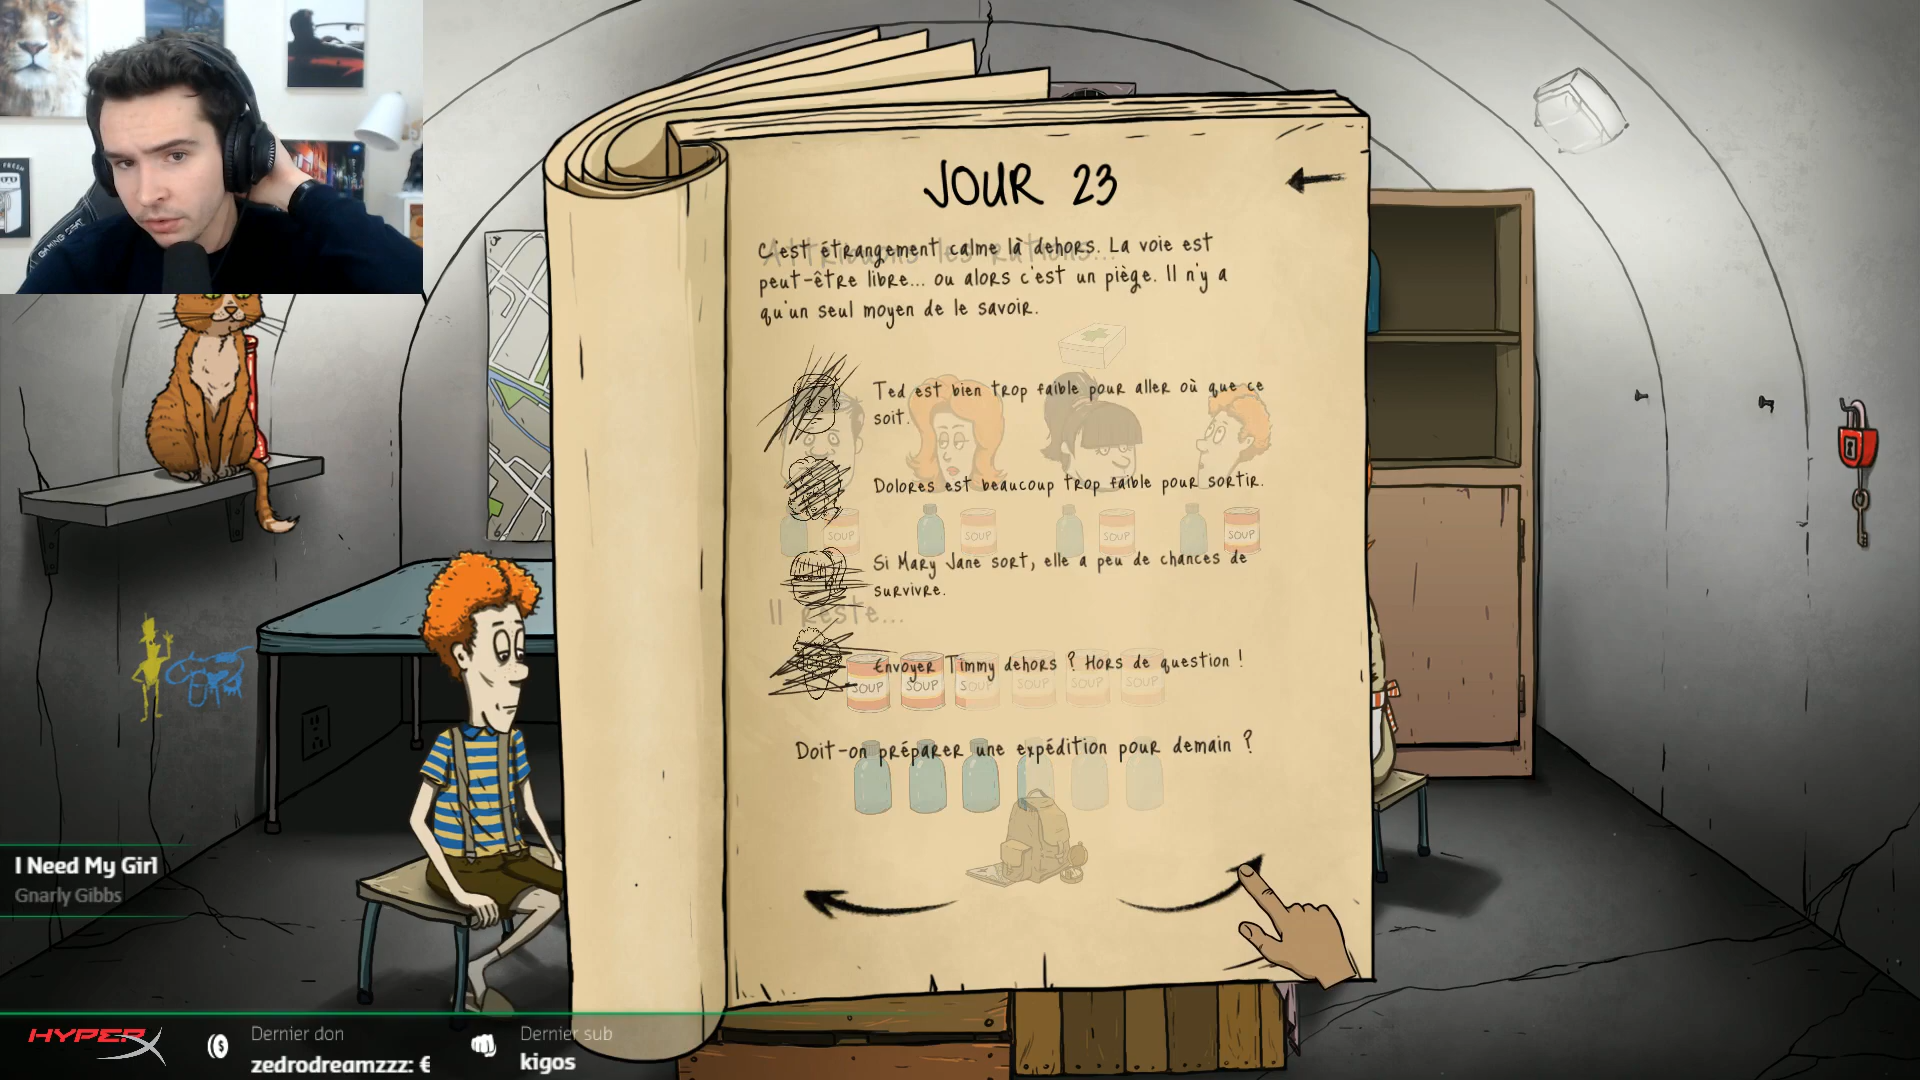 JOUR 23
C'est étrangement calme là dehors. La voie est
peut-être libre... ou alors c'est un piège. Il n'y a
qu'un seul moyen de le savoir.
Ted est bien trop faible pour aller où que ce
soit.
Dolores est beaucoup trop faible pour sortir.
SOUP SOUP SOUP SOUP
Si Mary Jane sort, elle a peu de chances de
survivre.
Il reste...
Envoyer Timmy dehors ? Hors de question !
SOUP SOUP SOUP SOUP SOUP SOUP
Doit-on préparer une expédition pour demain ?
I Need My Girl
Gnarly Gibbs
HYPERX
Dernier don
zedrodreamzzz: €
Dernier sub
kigos